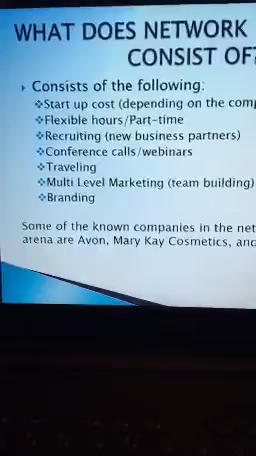 WHAT DOES NETWORK
CONSIST OF?
Consists of the following:
❖Start up cost (depending on the com
❖Flexible hours/Part-time
❖Recruiting (new business partners)
❖Conference calls/webinars
❖Traveling
❖Multi Level Marketing (team building)
❖Branding
Some of the known companies in the net
arena are Avon, Mary Kay Cosmetics, and